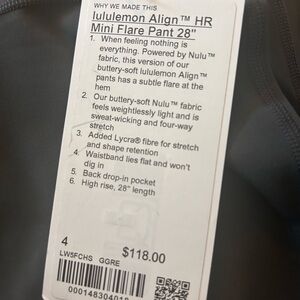 WHY WE MADE THIS
lululemon Align™ HR
Mini Flare Pant 28"
1. When feeling nothing is
everything. Powered by Nulu™
fabric, this version of our
buttery-soft lululemon Align™
pants has a subtle flare at the
hem
2. Our buttery-soft Nulu™ fabric
feels weightlessly light and is
sweat-wicking and four-way
stretch
3. Added Lycra® fibre for stretch
and shape retention
4. Waistband lies flat and won't
dig in
5. Back drop-in pocket
6. High rise, 28" length
4
$118.00
LW5FCHS GGRE